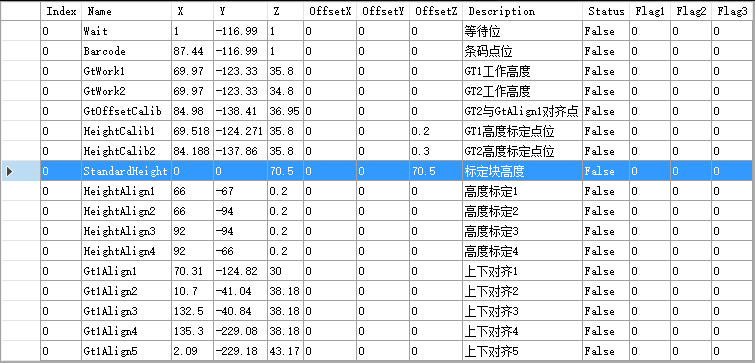 Index Name X Y Z OffsetX OffsetY OffsetZ Description Status Flag1 Flag2 Flag3
0 Wait 1 -116.99 1 0 0 0 等待位 False 0 0 0
0 Barcode 87.44 -116.99 1 0 0 0 条码点位 False 0 0 0
0 GtWork1 69.97 -123.33 35.8 0 0 0 GT1工作高度 False 0 0 0
0 GtWork2 69.97 -123.33 34.8 0 0 0 GT2工作高度 False 0 0 0
0 GtOffsetCalib 84.98 -138.41 36.95 0 0 0 GT2与GtAlign1对齐点 False 0 0 0
0 HeightCalib1 69.518 -124.271 35.8 0 0 0.2 GT1高度标定点位 False 0 0 0
0 HeightCalib2 84.188 -137.86 35.8 0 0 0.3 GT2高度标定点位 False 0 0 0
0 StandardHeight 0 0 70.5 0 0 70.5 标定块高度 False 0 0 0
0 HeightAlign1 66 -67 0.2 0 0 0 高度标定1 False 0 0 0
0 HeightAlign2 66 -94 0.2 0 0 0 高度标定2 False 0 0 0
0 HeightAlign3 92 -94 0.2 0 0 0 高度标定3 False 0 0 0
0 HeightAlign4 92 -66 0.2 0 0 0 高度标定4 False 0 0 0
0 Gt1Align1 70.31 -124.82 30 0 0 0 上下对齐1 False 0 0 0
0 Gt1Align2 10.7 -41.04 38.18 0 0 0 上下对齐2 False 0 0 0
0 Gt1Align3 132.5 -40.84 38.18 0 0 0 上下对齐3 False 0 0 0
0 Gt1Align4 135.3 -229.08 38.18 0 0 0 上下对齐4 False 0 0 0
0 Gt1Align5 2.09 -229.18 43.17 0 0 0 上下对齐5 False 0 0 0